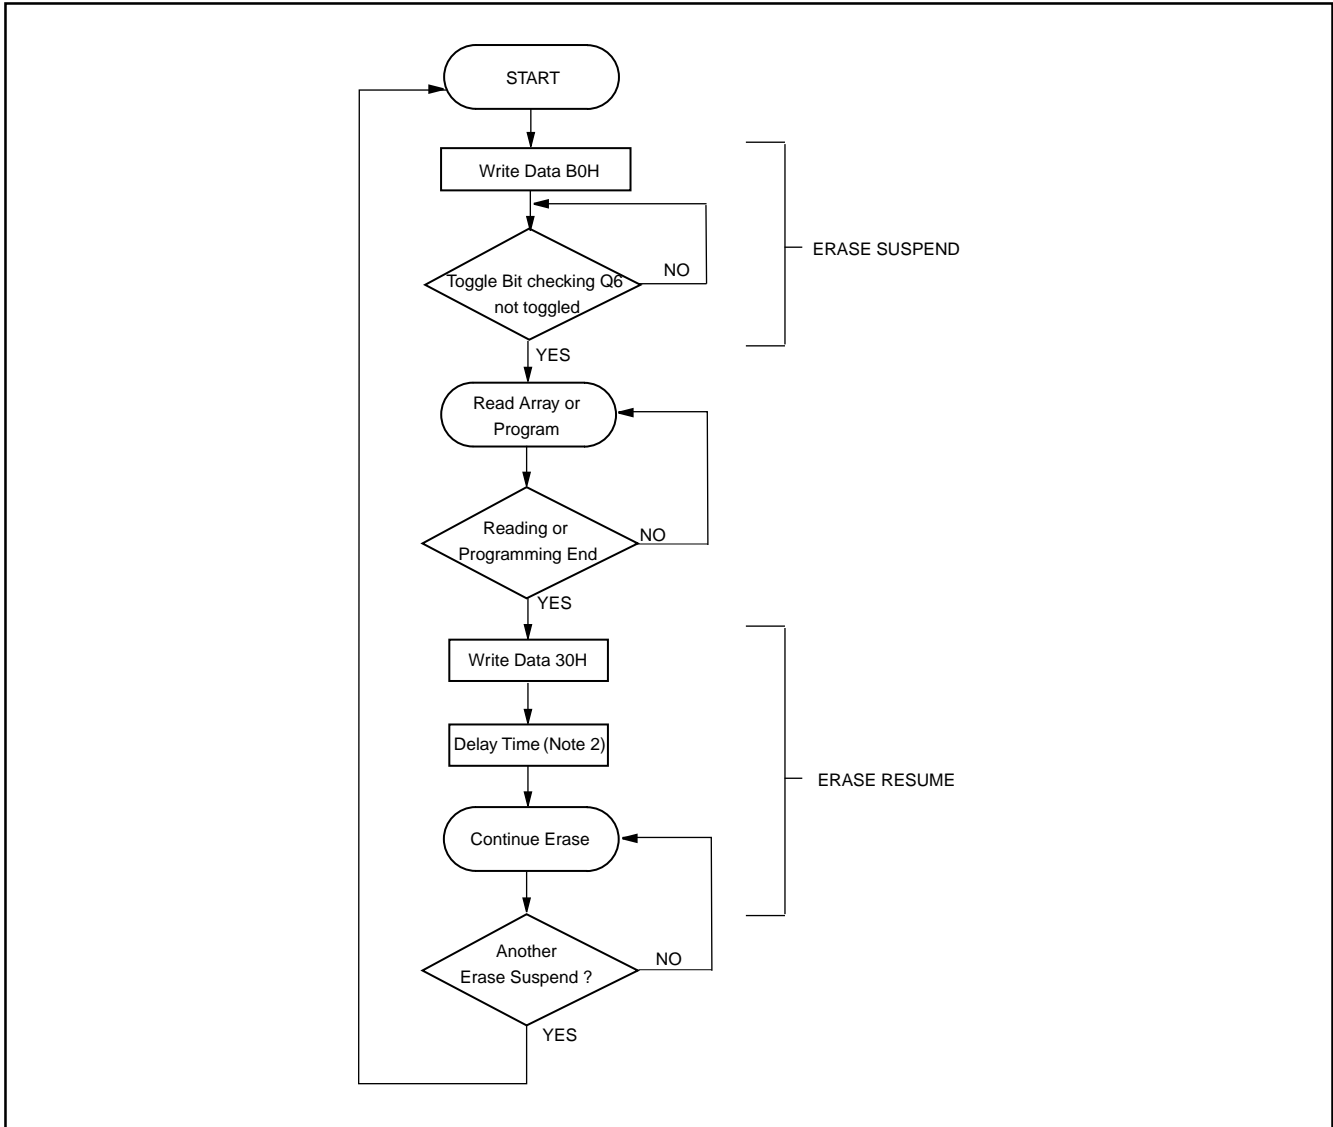 START
Write Data B0H
ERASE SUSPEND
NO
Toggle Bit checking Q6
not toggled
YES
Read Array or
Program
Reading or
NO
Programming End
YES
Write Data 30H
Delay Time (Note 2)
ERASE RESUME
Continue Erase
Another
NO
Erase Suspend ?
YES